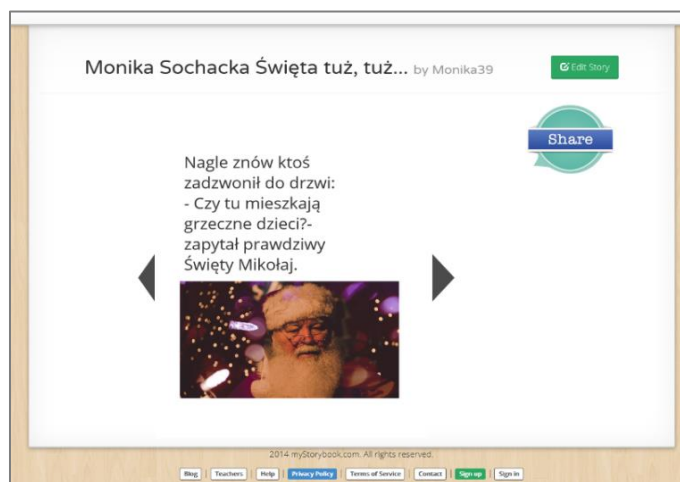 Monika Sochacka Święta tuż, tuż... by Monika39
Edit Story
Share
Nagle znów ktoś
zadzwonił do drzwi:
- Czy tu mieszkają
grzeczne dzieci?-
zapytał prawdziwy
Święty Mikołaj.
2014 myStorybook.com. All rights reserved.
Blog | Teachers | Help | Privacy Policy | Terms of Service | Contact | Sign up | Sign in